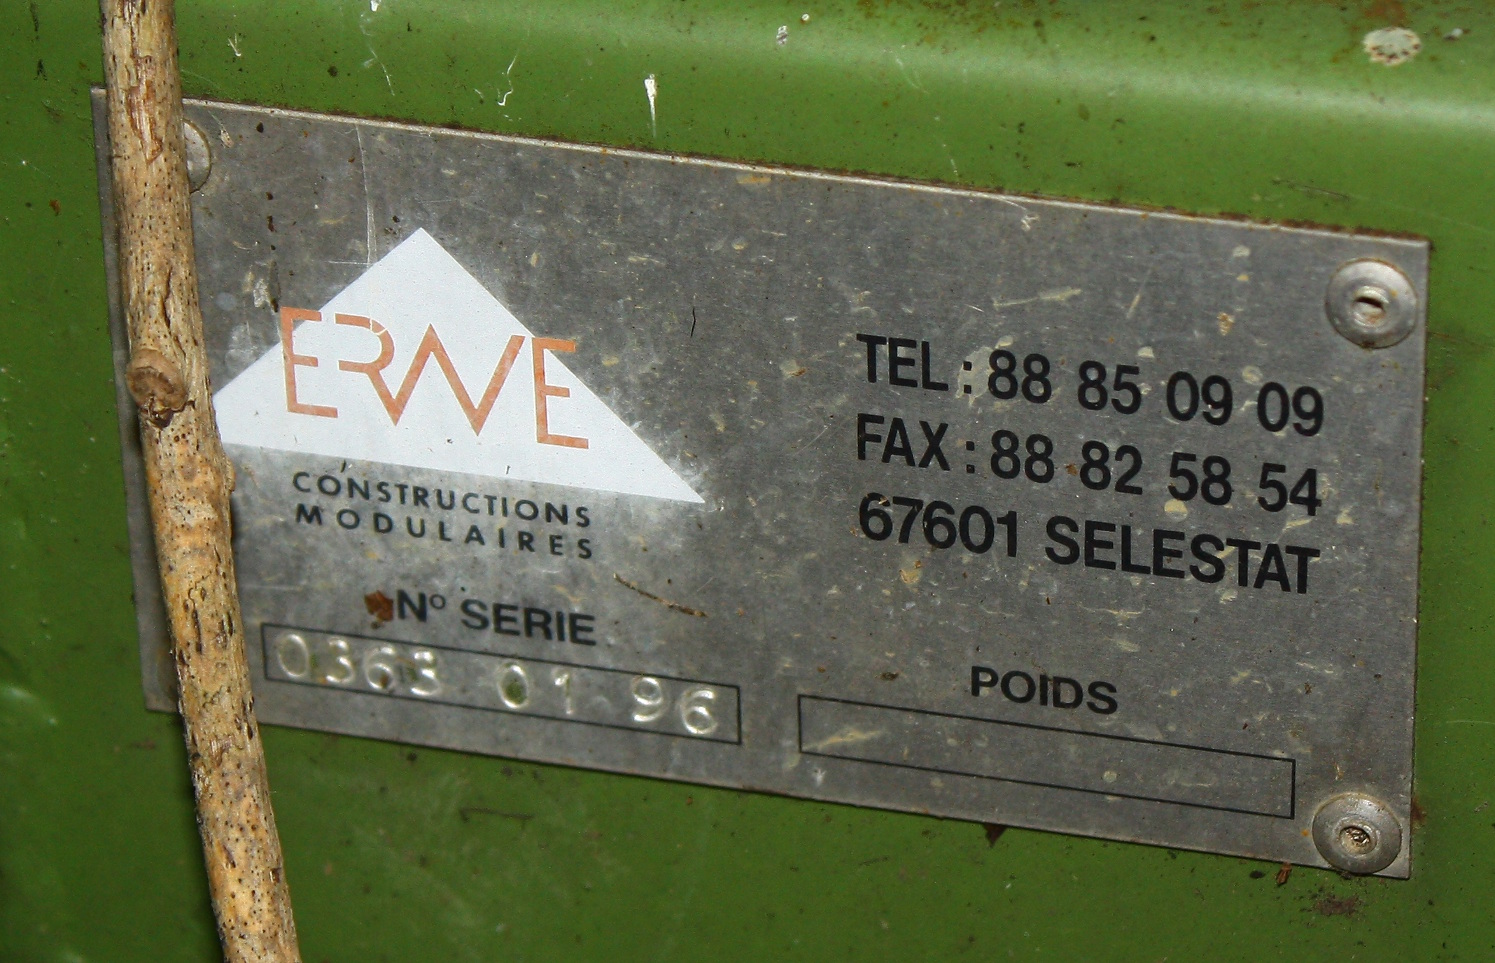 ERWE
CONSTRUCTIONS
MODULAIRES
N° SERIE
0363 01 96
TEL : 88 85 09 09
FAX : 88 82 58 54
67601 SELESTAT
POIDS